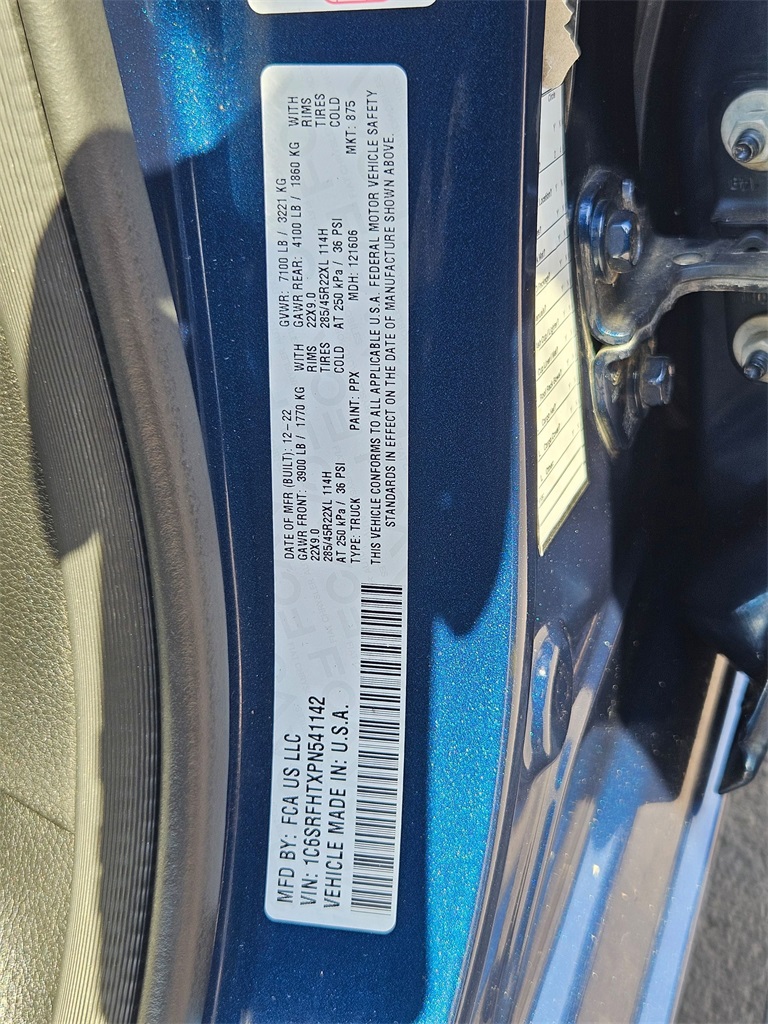 MFD BY: FCA US LLC
VIN: 1C6SRFHTXPN541142
VEHICLE MADE IN: U.S.A.
DATE OF MFR (BUILT): 12-22 GVWR: 7100 LB / 3221 KG
GAWR FRONT: 3900 LB / 1770 KG WITH GAWR REAR: 4100 LB / 1860 KG WITH
22X9.0 RIMS 22X9.0 RIMS
285/45R22XL 114H TIRES 285/45R22XL 114H TIRES
AT 250 kPa / 36 PSI COLD AT 250 kPa / 36 PSI COLD
TYPE: TRUCK PAINT: PPX MDH: 121606 MKT: 875
THIS VEHICLE CONFORMS TO ALL APPLICABLE U.S.A. FEDERAL MOTOR VEHICLE SAFETY
STANDARDS IN EFFECT ON THE DATE OF MANUFACTURE SHOWN ABOVE.